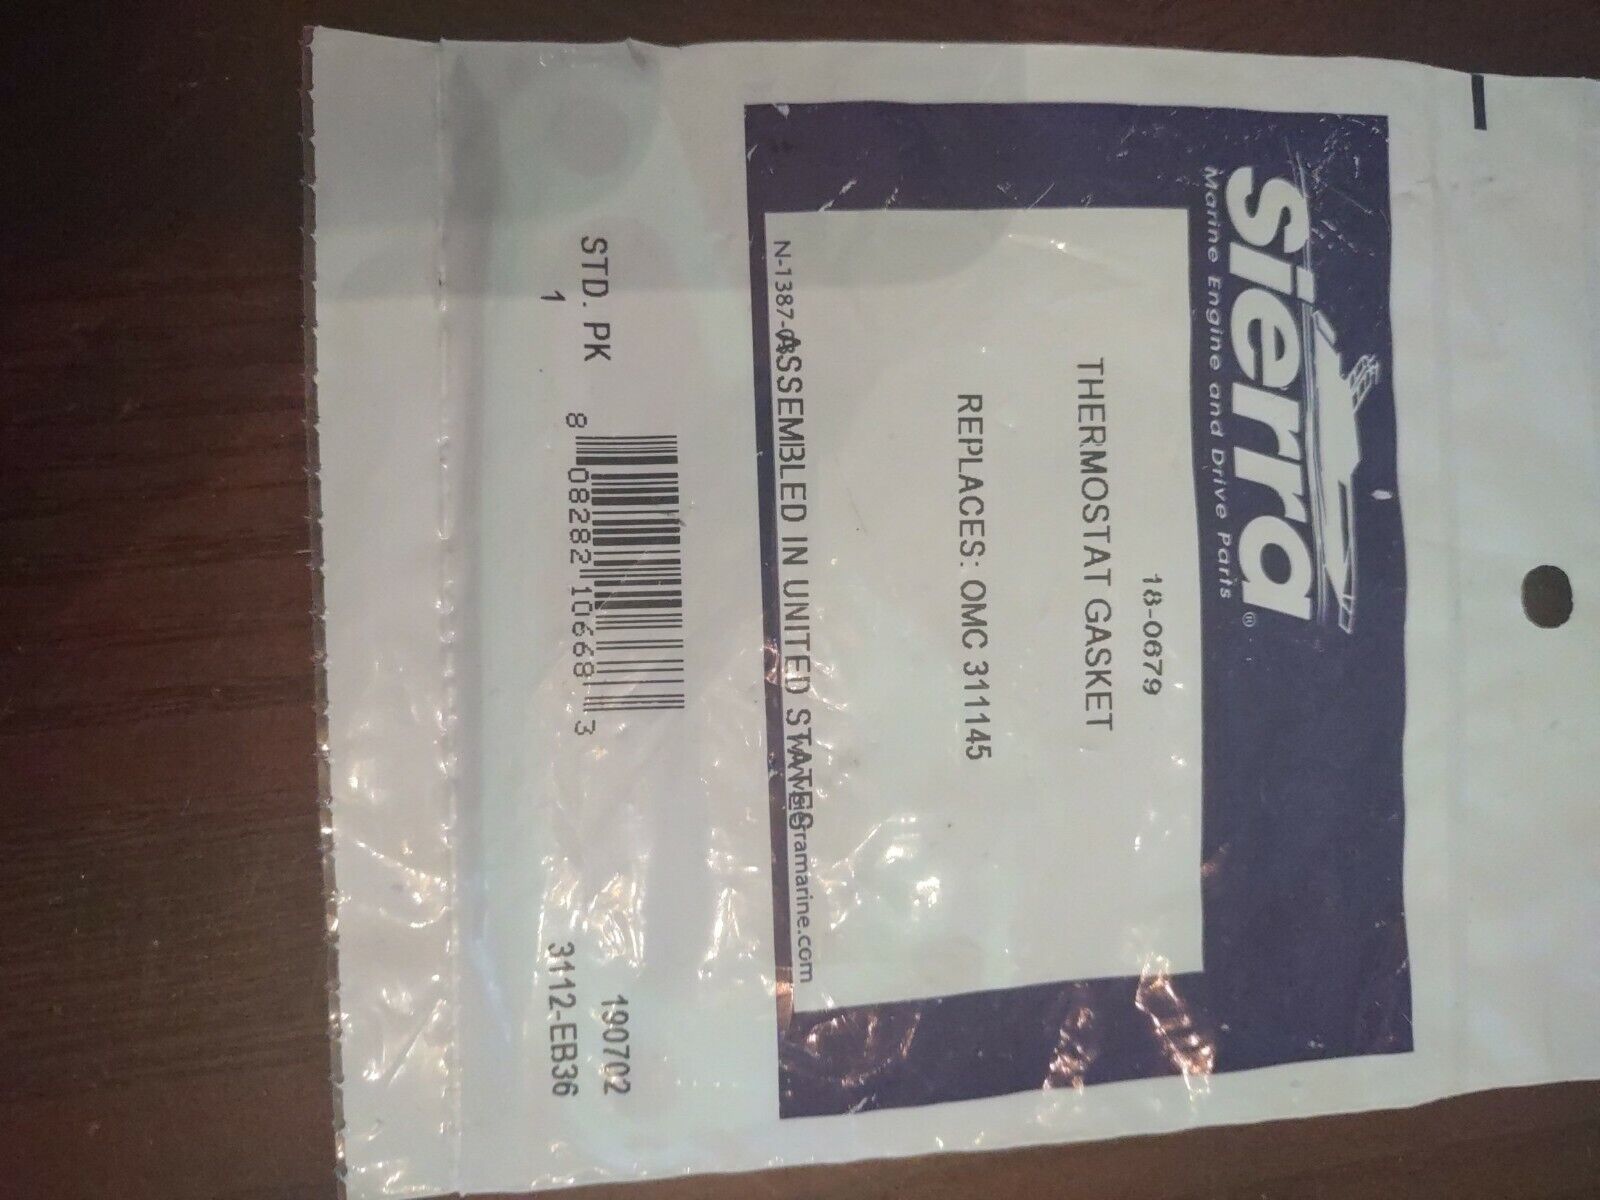 Sierra®
Marine Engine and Drive Parts
18-0679
THERMOSTAT GASKET
REPLACES: OMC 311145
ASSEMBLED IN UNITED STATES
STD. PK
1
8 08282 10668 3
190702
3112-EB36